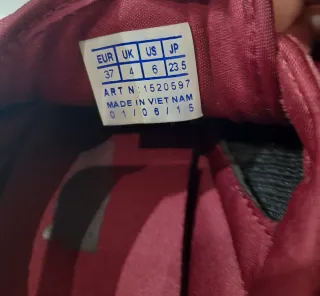 EUR UK US JP
37 4 6 23.5
ART N: 1520597
MADE IN VIETNAM
01/06/15